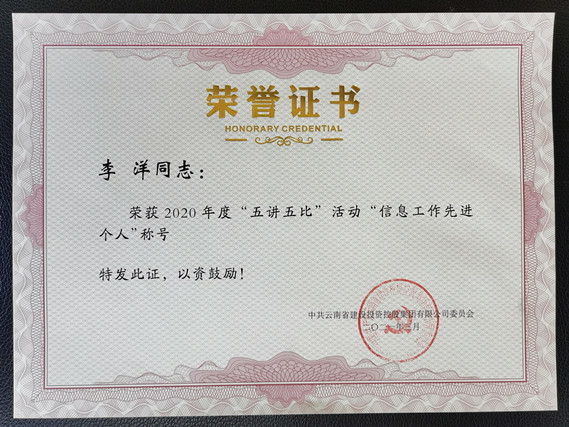 荣誉证书
HONORARY CREDENTIAL
李 洋同志：
荣获 2020 年度“五讲五比”活动“信息工作先进
个人”称号
特发此证，以资鼓励！
中共云南省建设投资控股集团有限公司委员会
二〇二一年二月